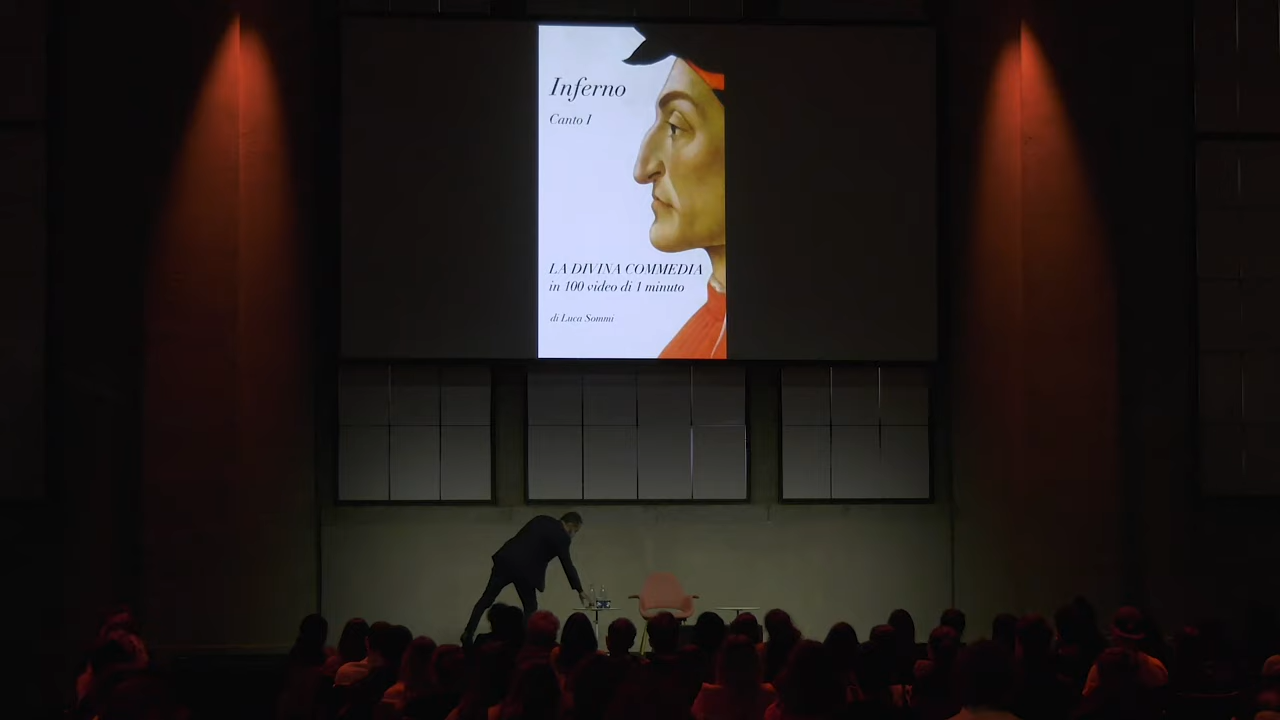 Inferno
Canto I
LA DIVINA COMMEDIA
in 100 video di 1 minuto
di Luca Sommi